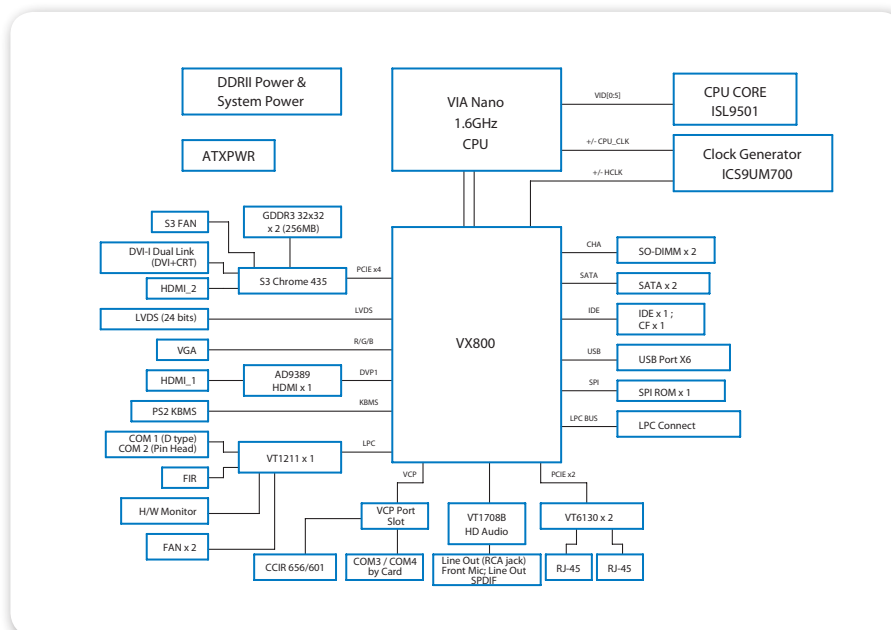 DDRII Power &
System Power
ATXPWR
VIA Nano
1.6GHz
CPU
VID[0:5]
CPU CORE
ISL9501
+/- CPU_CLK
Clock Generator
ICS9UM700
+/- HCLK
S3 FAN
GDDR3 32x32
x 2 (256MB)
DVI-I Dual Link
(DVI+CRT)
HDMI_2
S3 Chrome 435
PCIE x4
LVDS (24 bits)
LVDS
VGA
R/G/B
HDMI_1
AD9389
HDMI x 1
DVP1
PS2 KBMS
KBMS
COM 1 (D type)
COM 2 (Pin Head)
FIR
VT1211 x 1
LPC
H/W Monitor
FAN x 2
VX800
CHA
SO-DIMM x 2
SATA
SATA x 2
IDE
IDE x 1 ;
CF x 1
USB
USB Port X6
SPI
SPI ROM x 1
LPC BUS
LPC Connect
VCP
VCP Port
Slot
CCIR 656/601
COM3 / COM4
by Card
VT1708B
HD Audio
Line Out (RCA jack)
Front Mic; Line Out
SPDIF
PCIE x2
VT6130 x 2
RJ-45
RJ-45